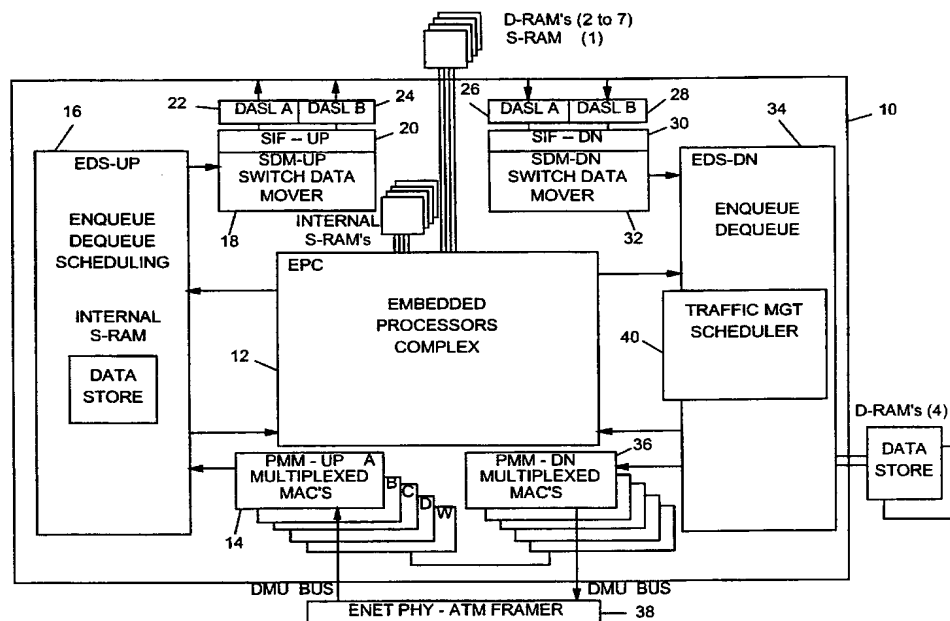 D-RAM's (2 to 7)
S-RAM (1)
22
DASL A
DASL B
24
26
DASL A
DASL B
28
10
16
20
30
34
SIF – UP
SIF – DN
EDS-UP
SDM-UP
SWITCH DATA
MOVER
SDM-DN
SWITCH DATA
MOVER
EDS-DN
18
32
ENQUEUE
DEQUEUE
SCHEDULING
INTERNAL
S-RAM's
ENQUEUE
DEQUEUE
EPC
EMBEDDED
PROCESSORS
COMPLEX
12
INTERNAL
S-RAM
DATA
STORE
TRAFFIC MGT
SCHEDULER
40
D-RAM's (4)
DATA
STORE
36
PMM - UP A
MULTIPLEXED
MAC'S
B
C
D
W
14
PMM - DN
MULTIPLEXED
MAC'S
DMU BUS
DMU BUS
ENET PHY - ATM FRAMER
38